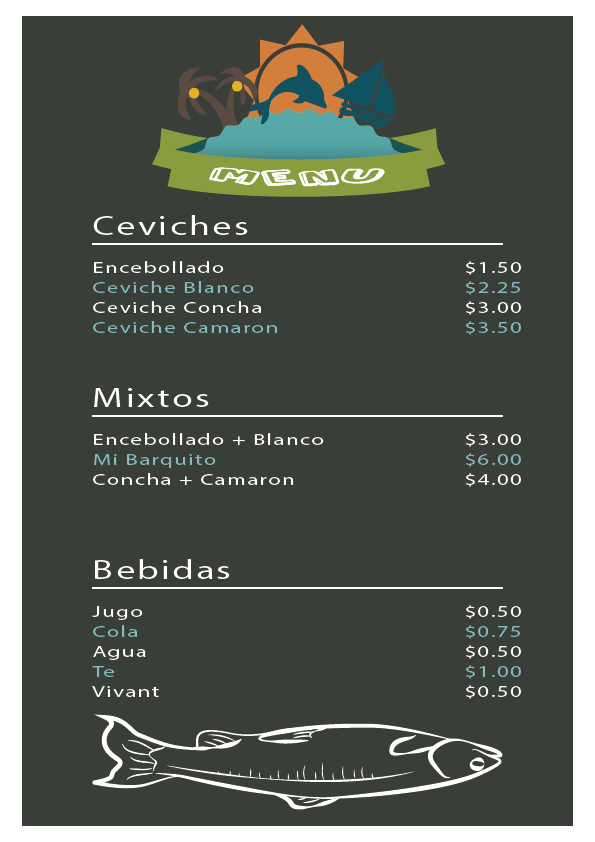 MENU
Ceviches
Encebollado $1.50
Ceviche Blanco $2.25
Ceviche Concha $3.00
Ceviche Camaron $3.50
Mixtos
Encebollado + Blanco $3.00
Mi Barquito $6.00
Concha + Camaron $4.00
Bebidas
Jugo $0.50
Cola $0.75
Agua $0.50
Te $1.00
Vivant $0.50